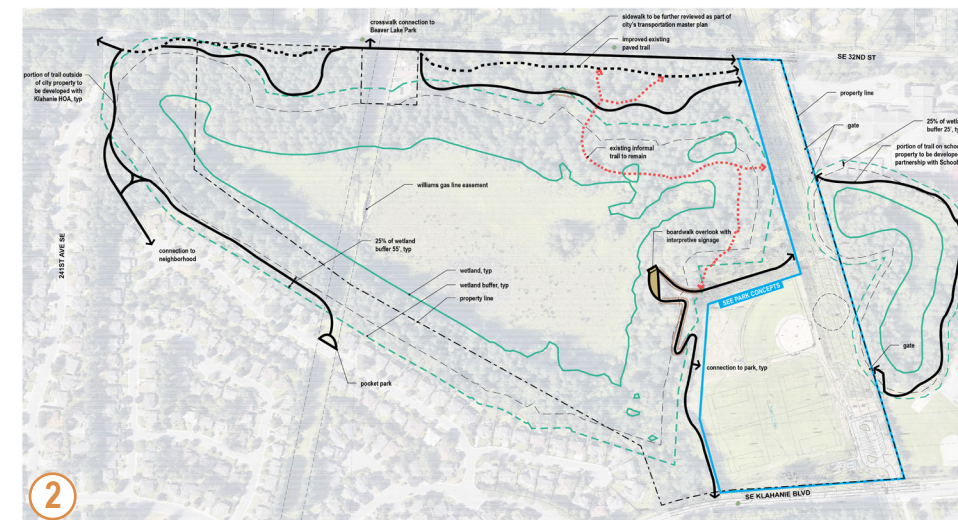 crosswalk connection to
Beaver Lake Park
sidewalk to be further reviewed as part of
city's transportation master plan
improved existing
paved trail
SE 32ND ST
portion of trail outside
of city property to
be developed with
Klahanie HOA, typ
property line
gate
25% of
buffer 25',
portion of trail on
property to be
partnership with
existing informal
trail to remain
williams gas line easement
boardwalk overlook with
interpretive signage
241ST AVE SE
connection to
neighborhood
25% of wetland
buffer 55', typ
wetland, typ
wetland buffer, typ
property line
SEE PARK CONCEPTS
gate
connection to park, typ
pocket park
2
SE KLAHANIE BLVD